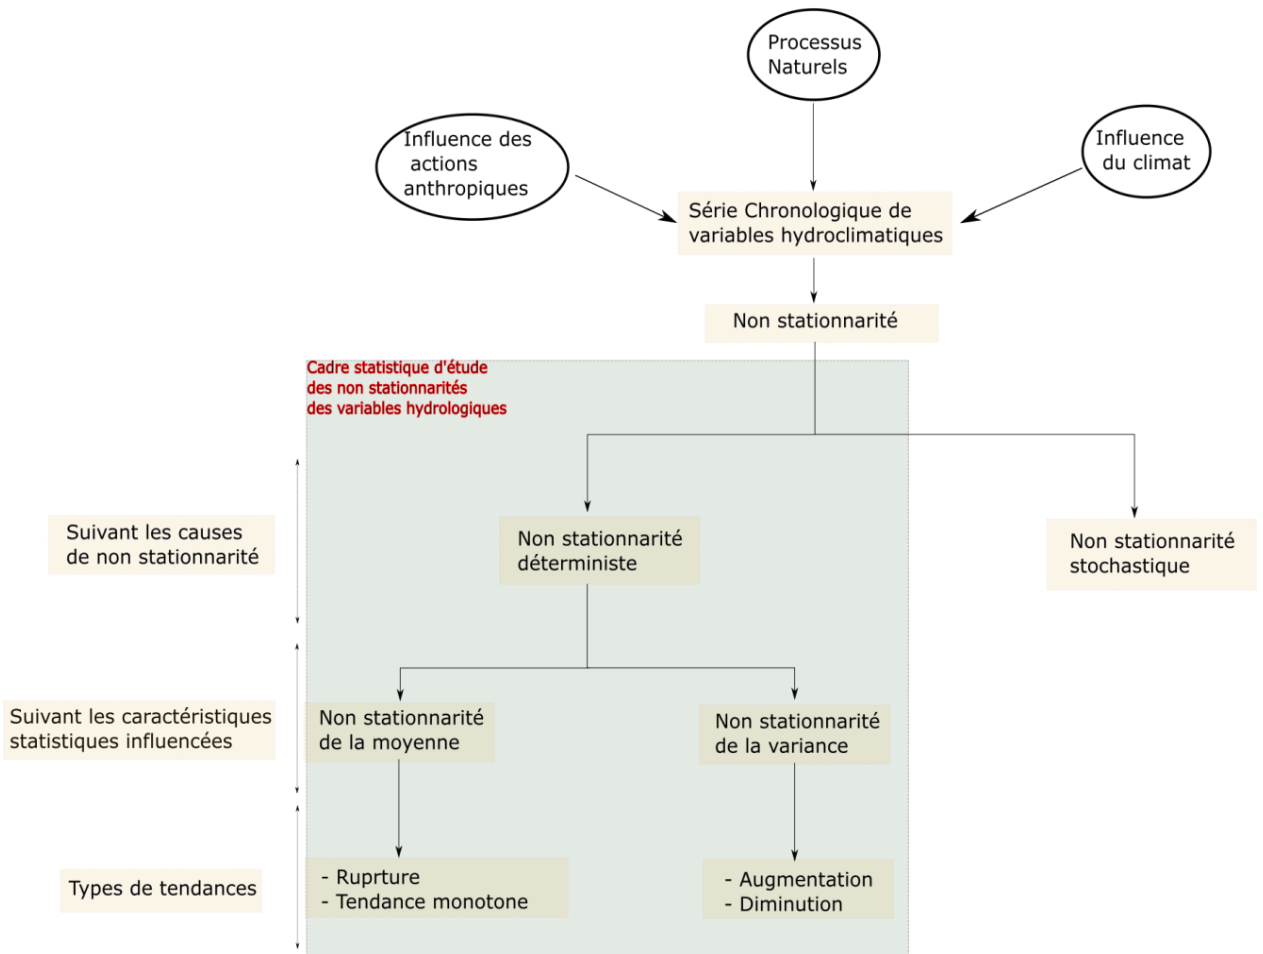 Processus
Naturels
Influence des
actions
anthropiques
Influence
du climat
Série Chronologique de
variables hydroclimatiques
Non stationnarité
Cadre statistique d'étude
des non stationnarités
des variables hydrologiques
Suivant les causes
de non stationnarité
Non stationnarité
déterministe
Non stationnarité
stochastique
Suivant les caractéristiques
statistiques influencées
Non stationnarité
de la moyenne
Non stationnarité
de la variance
Types de tendances
- Ruprture
- Tendance monotone
- Augmentation
- Diminution